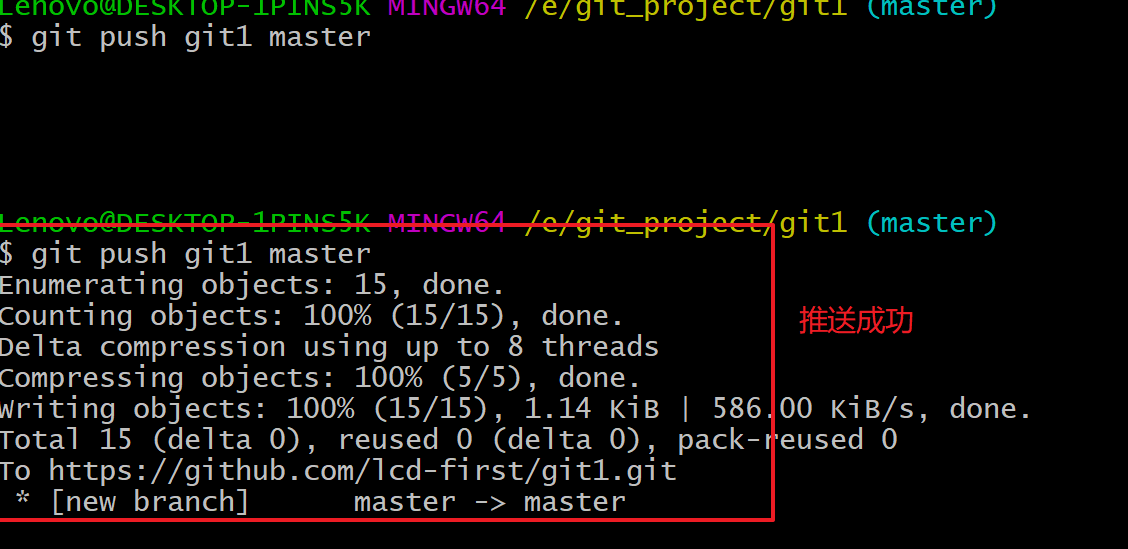 Lenovo@DESKTOP-1PINS5K MINGW64 /e/git_project/git1 (master)
$ git push git1 master
Lenovo@DESKTOP-1PINS5K MINGW64 /e/git_project/git1 (master)
$ git push git1 master
Enumerating objects: 15, done.
Counting objects: 100% (15/15), done.
推送成功
Delta compression using up to 8 threads
Compressing objects: 100% (5/5), done.
Writing objects: 100% (15/15), 1.14 KiB | 586.00 KiB/s, done.
Total 15 (delta 0), reused 0 (delta 0), pack-reused 0
To https://github.com/lcd-first/git1.git
 * [new branch]      master -> master